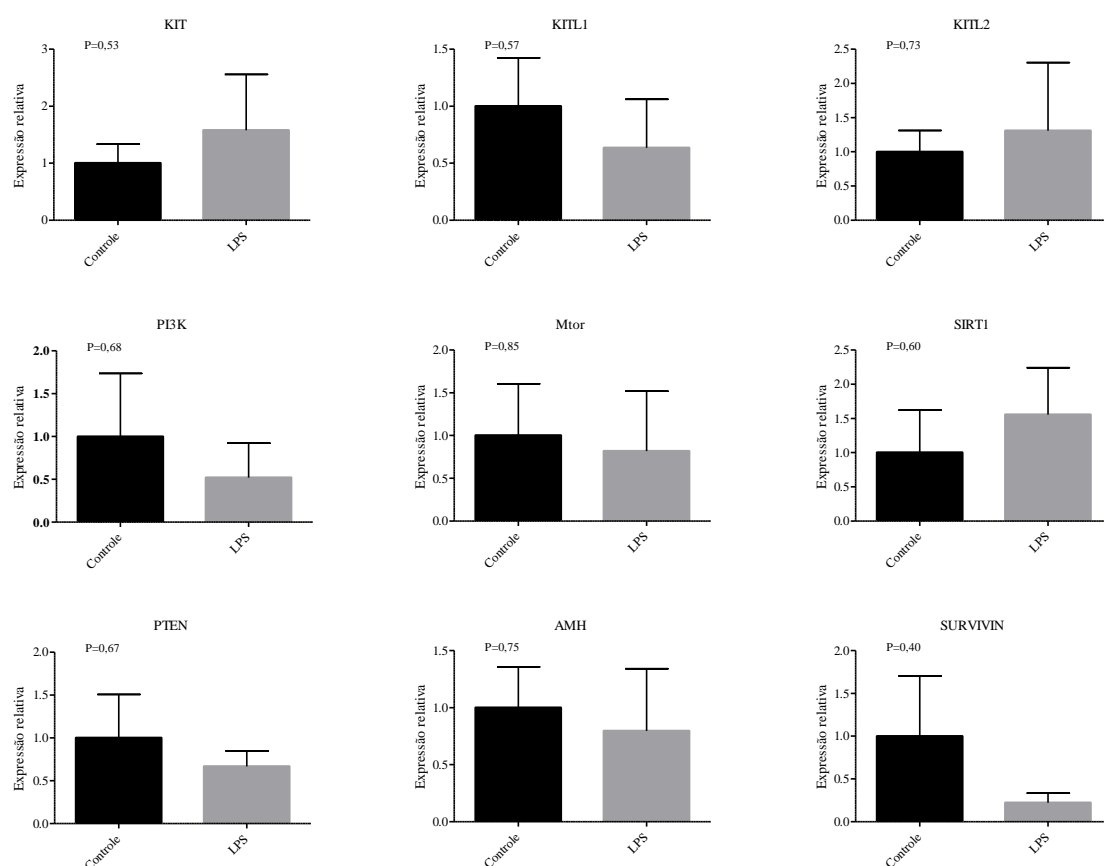 KIT
P=0,53
Expressão relativa
3
2
1
0
Controle
LPS
KITL1
P=0,57
Expressão relativa
1.5
1.0
0.5
0.0
Controle
LPS
KITL2
P=0,73
Expressão relativa
2.5
2.0
1.5
1.0
0.5
0.0
Controle
LPS
PI3K
P=0,68
Expressão relativa
2.0
1.5
1.0
0.5
0.0
Controle
LPS
Mtor
P=0,85
Expressão relativa
2.0
1.5
1.0
0.5
0.0
Controle
LPS
SIRT1
P=0,60
Expressão relativa
2.5
2.0
1.5
1.0
0.5
0.0
Controle
LPS
PTEN
P=0,67
Expressão relativa
2.0
1.5
1.0
0.5
0.0
Controle
LPS
AMH
P=0,75
Expressão relativa
1.5
1.0
0.5
0.0
Controle
LPS
SURVIVIN
P=0,40
Expressão relativa
2.0
1.5
1.0
0.5
0.0
Controle
LPS